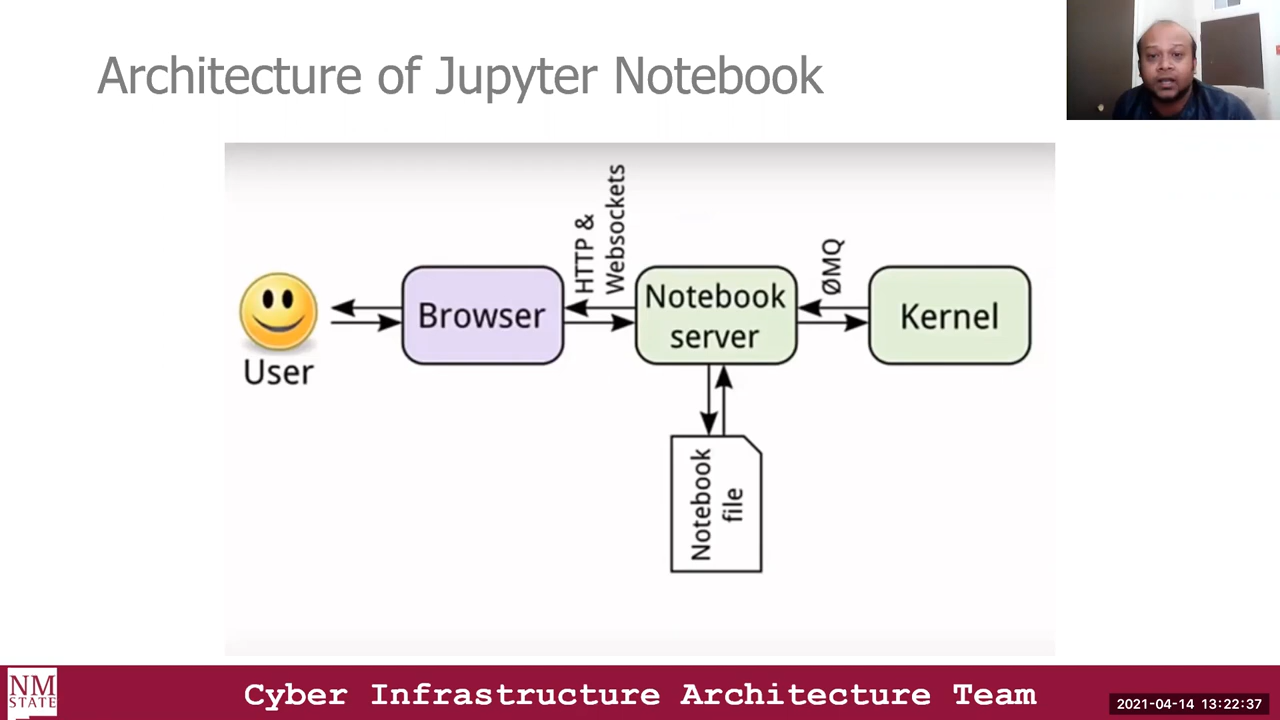 Architecture of Jupyter Notebook
HTTP &
Websockets
ØMQ
User
Browser
Notebook
server
Kernel
Notebook
file
NM
STATE
Cyber Infrastructure Architecture Team
2021-04-14 13:22:37